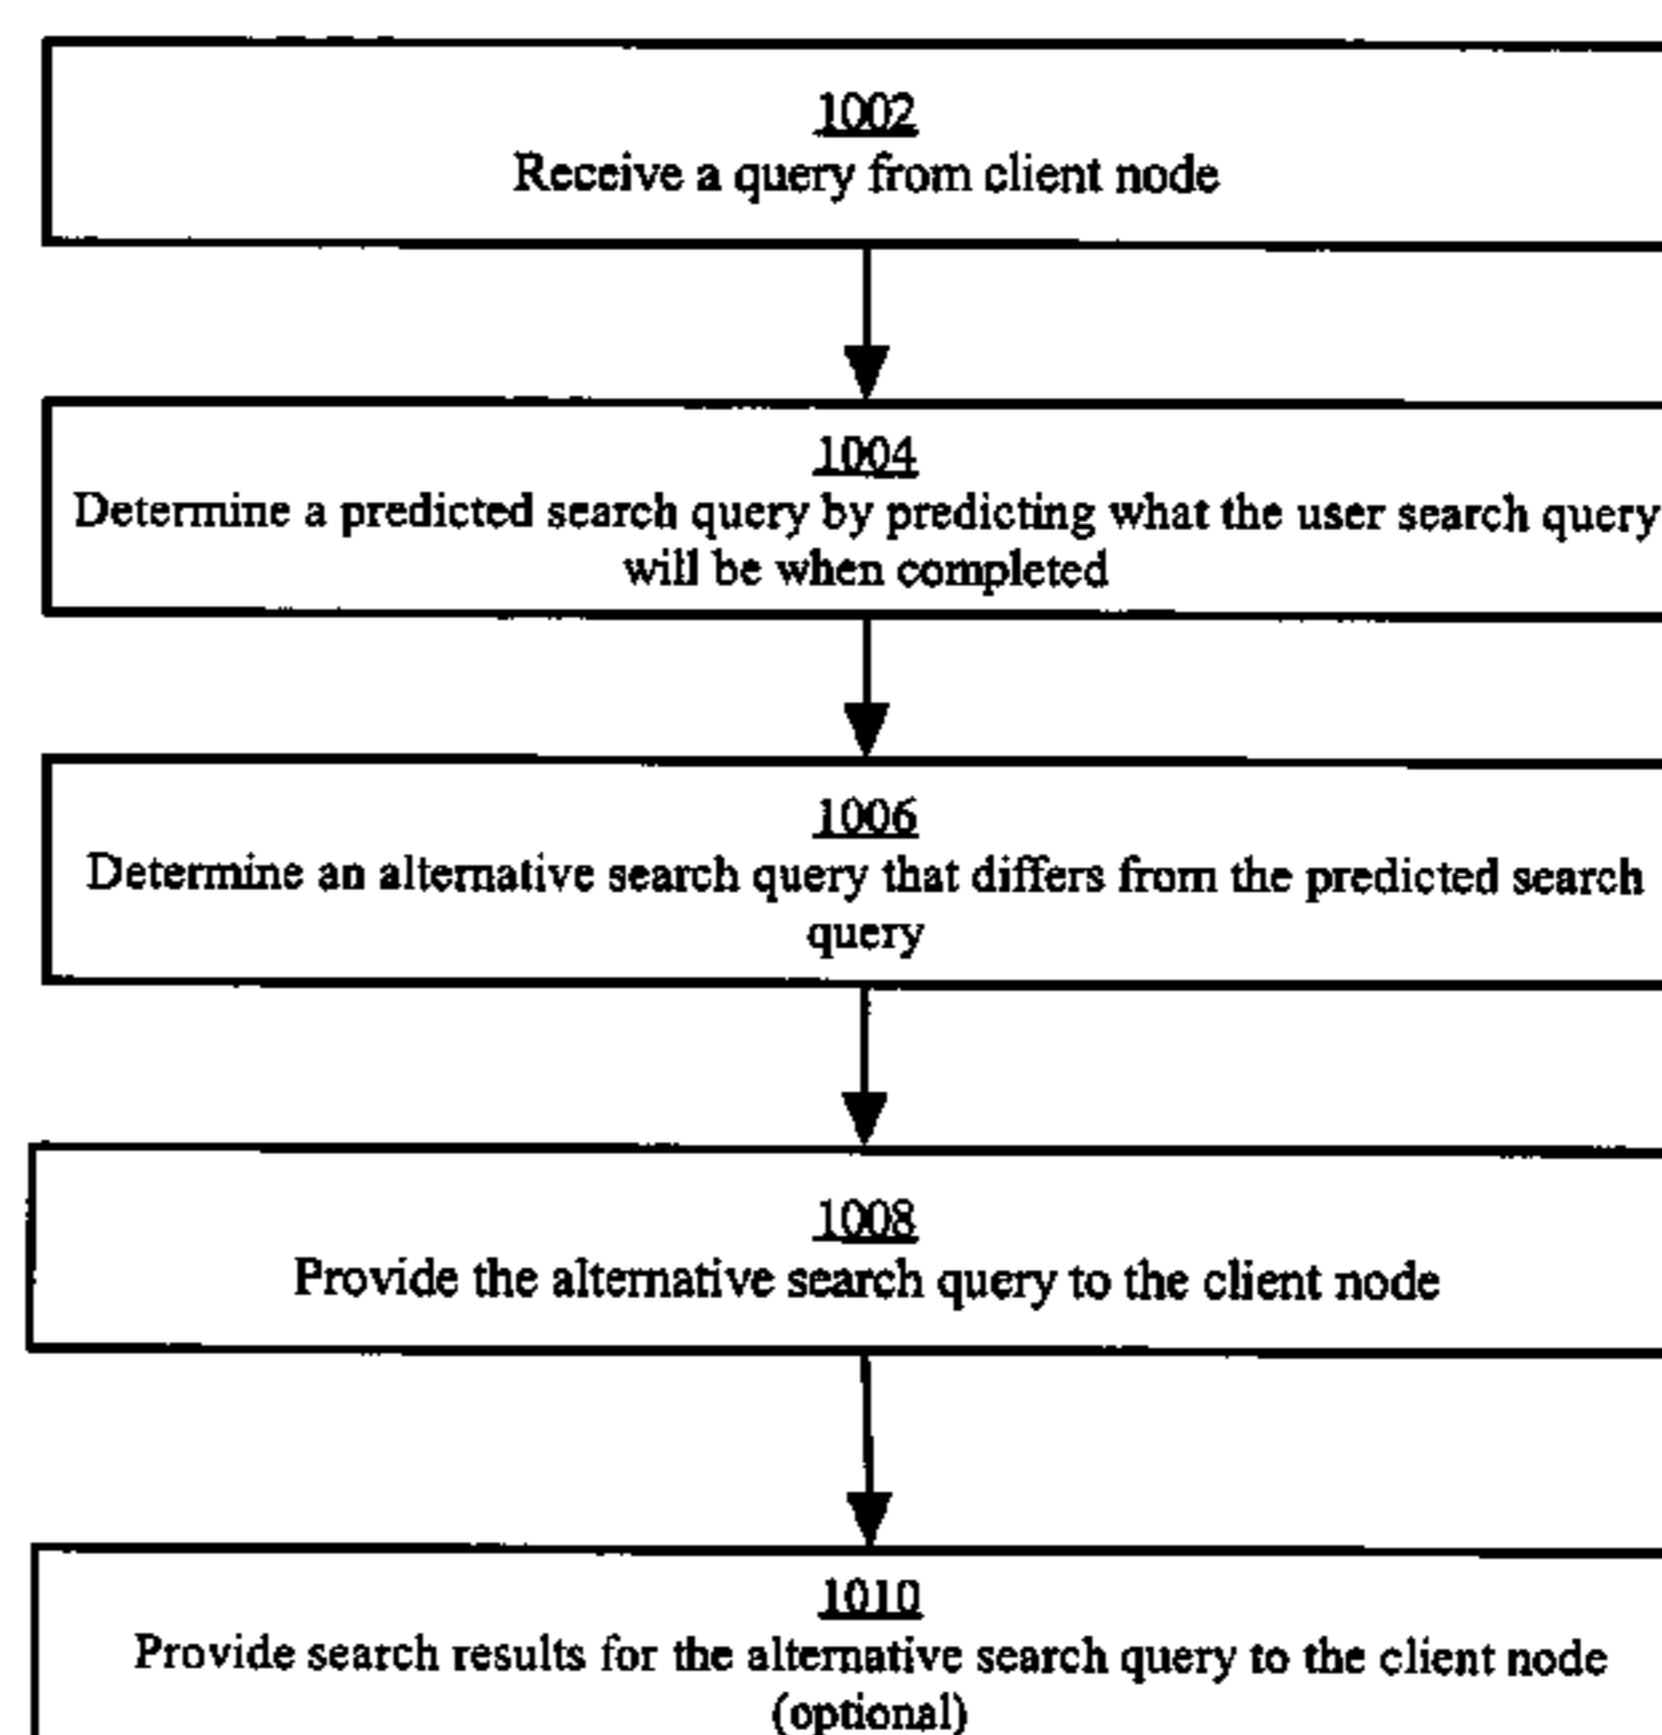 1002
Receive a query from client node
1004
Determine a predicted search query by predicting what the user search query
will be when completed
1006
Determine an alternative search query that differs from the predicted search
query
1008
Provide the alternative search query to the client node
1010
Provide search results for the alternative search query to the client node
(optional)